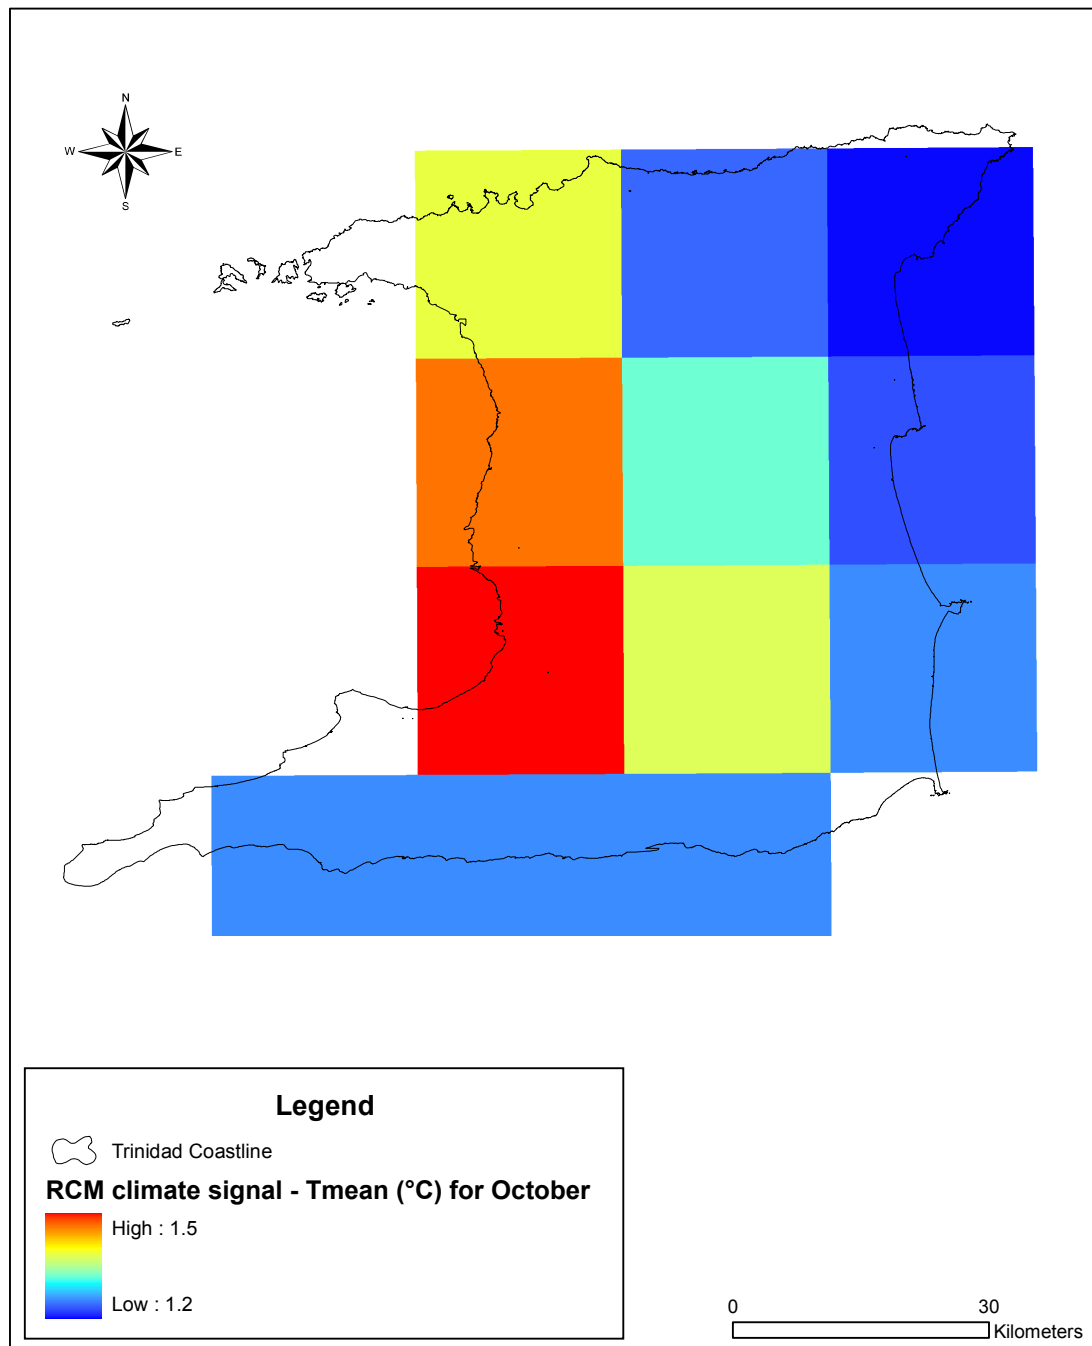 N
W E
S
Legend
Trinidad Coastline
RCM climate signal - Tmean (°C) for October
High : 1.5
Low : 1.2
0 30
Kilometers